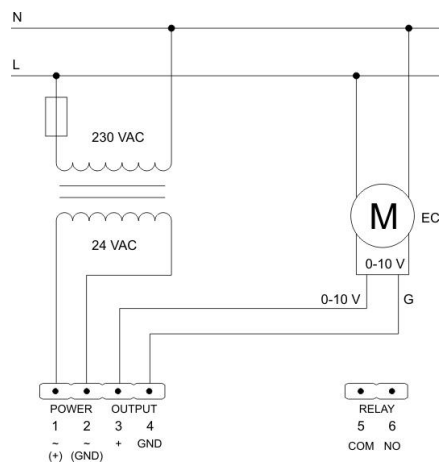 N
L
230 VAC
24 VAC
M
EC
0-10 V
0-10 V
G
POWER OUTPUT
RELAY
1 2 3 4
5 6
~ ~ + GND
COM NO
(+) (GND)